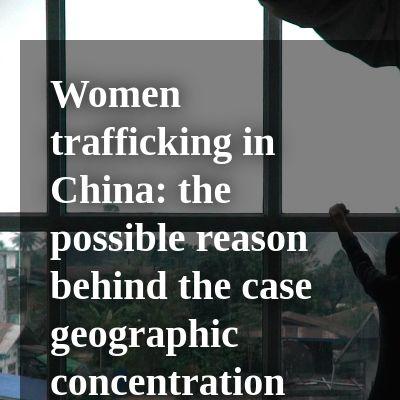 Women
trafficking in
China: the
possible reason
behind the case
geographic
concentration